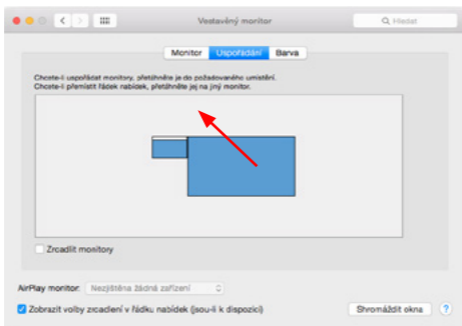 Vestavěný monitor
Hledat
Monitor Uspořádání Barva
Chcete-li uspořádat monitory, přetáhněte je do požadovaného umístění.
Chcete-li přemístit řádek nabídek, přetáhněte jej na jiný monitor.
Zrcadlit monitory
AirPlay monitor: Nezjištěna žádná zařízení
Zobrazit volby zrcadlení v řádku nabídek (jsou-li k dispozici)
Shromáždit okna ?